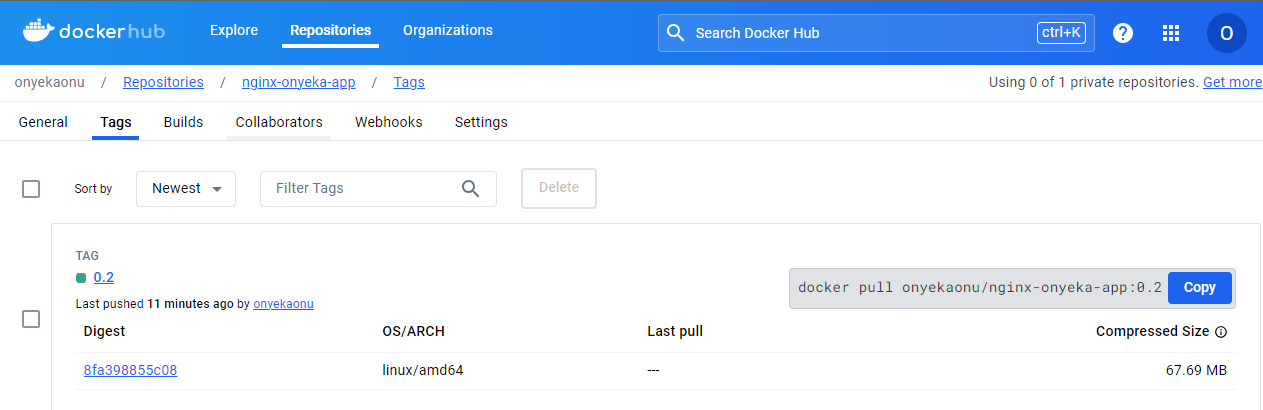 dockerhub Explore Repositories Organizations Search Docker Hub ctrl+K ? O
onyekaonu / Repositories / nginx-onyeka-app / Tags Using 0 of 1 private repositories. Get more
General Tags Builds Collaborators Webhooks Settings
Sort by Newest Filter Tags Delete
TAG
0.2
docker pull onyekaonu/nginx-onyeka-app:0.2 Copy
Last pushed 11 minutes ago by onyekaonu
Digest OS/ARCH Last pull Compressed Size
8fa398855c08 linux/amd64 --- 67.69 MB